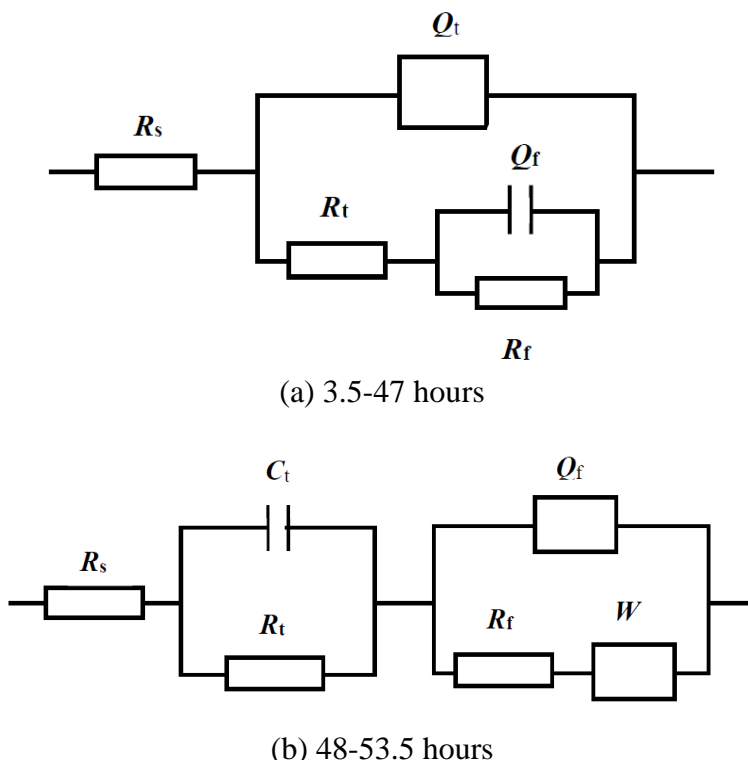 Qt
Rs
Qf
Rt
Rf
(a) 3.5-47 hours
Ct
Qf
Rs
Rt
Rf
W
(b) 48-53.5 hours